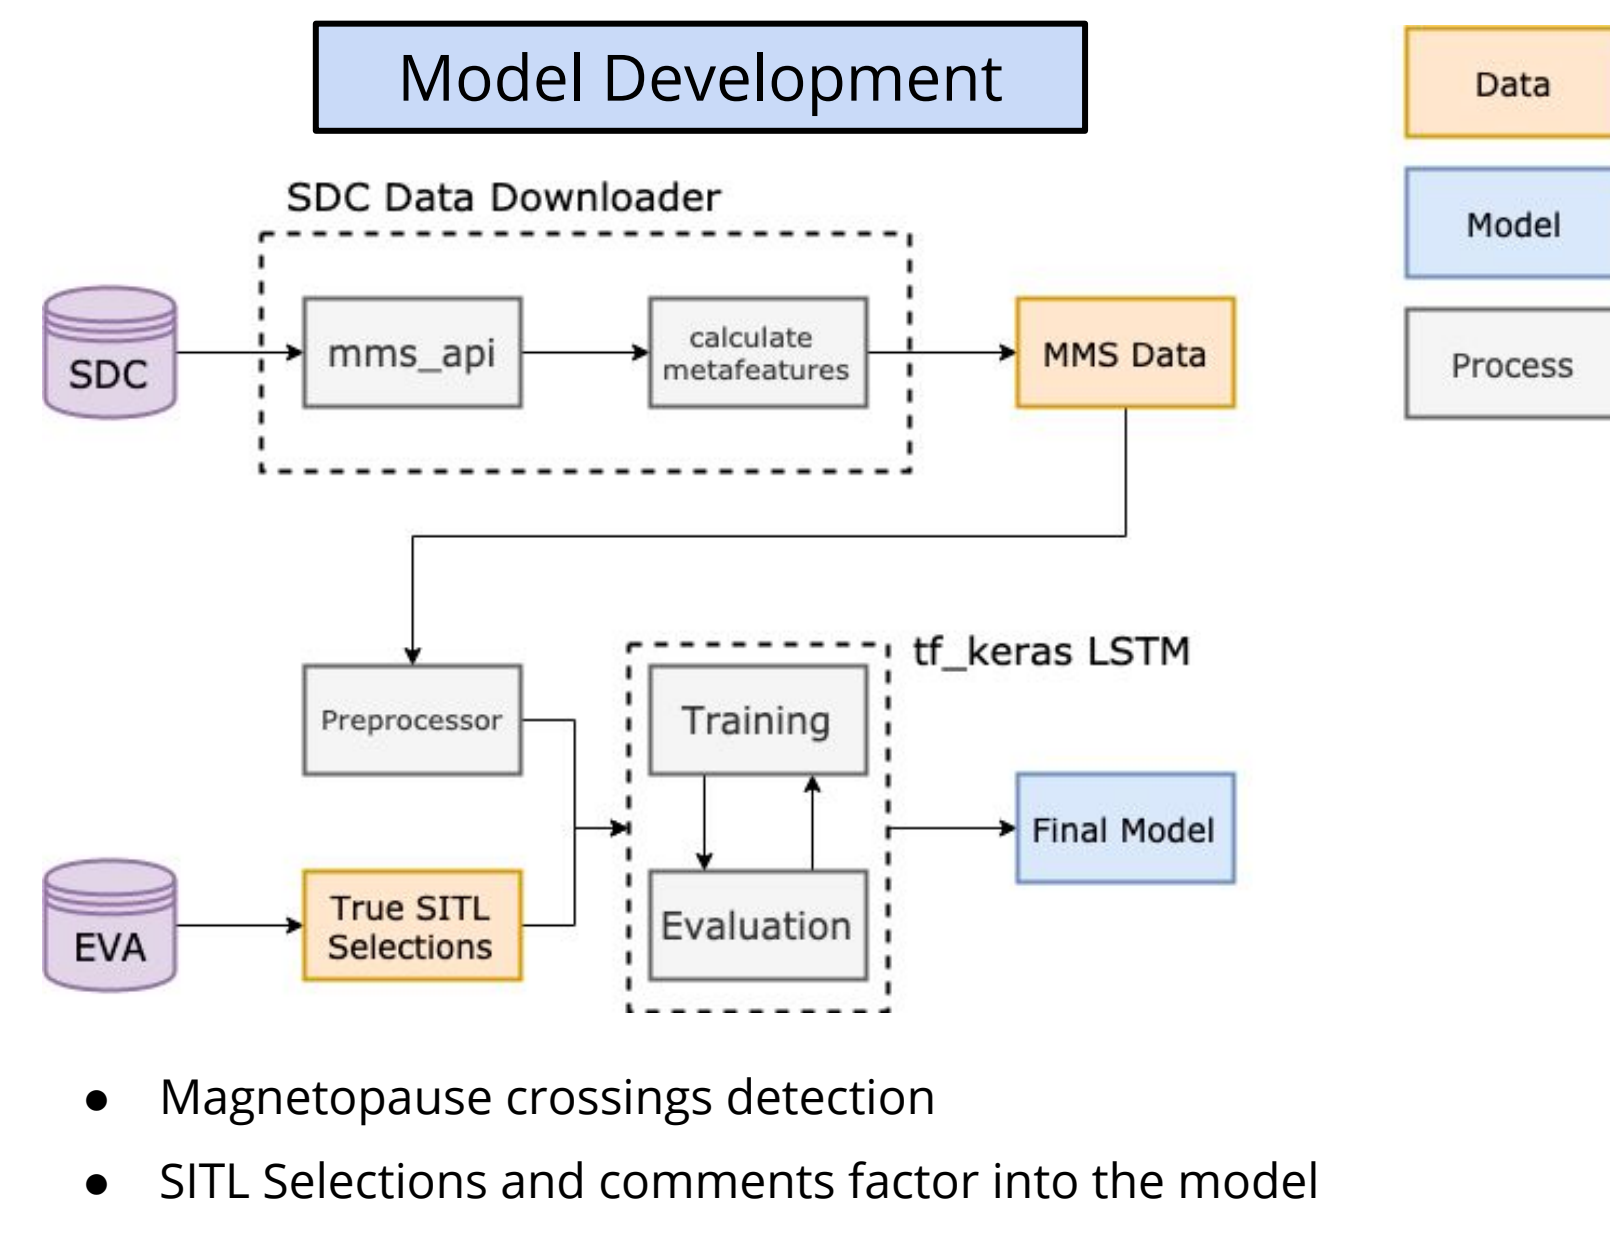 Model Development
Data
Model
Process
SDC Data Downloader
SDC
mms_api
calculate
metafeatures
MMS Data
tf_keras LSTM
Preprocessor
Training
Final Model
EVA
True SITL
Selections
Evaluation
● Magnetopause crossings detection
● SITL Selections and comments factor into the model